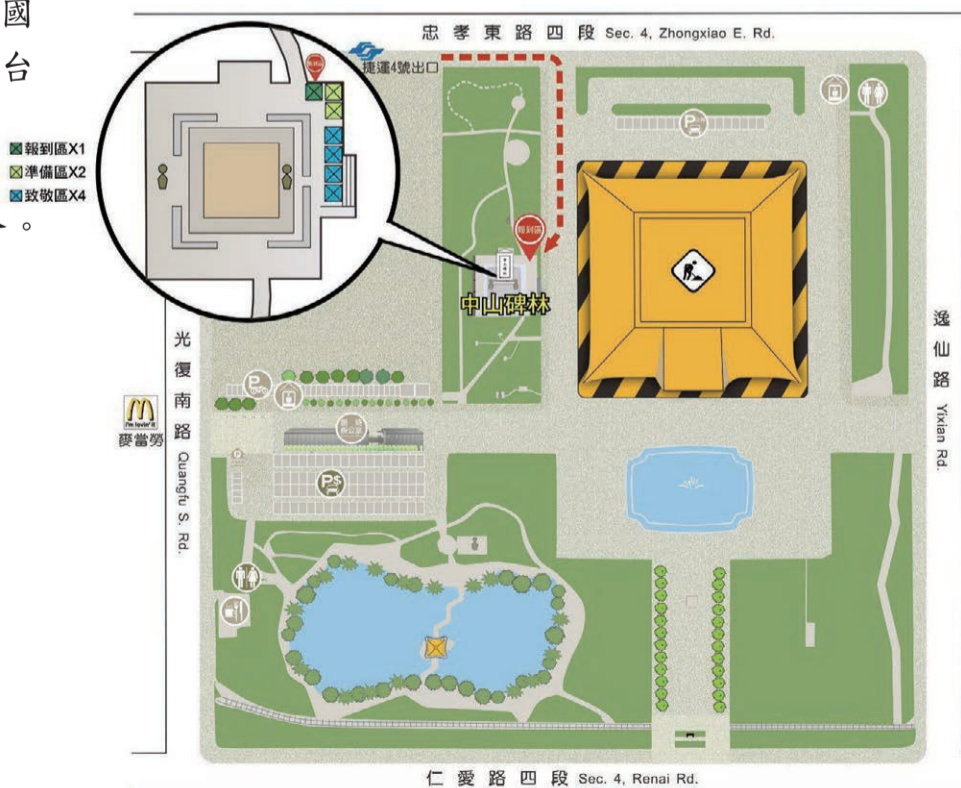 國
台
。
忠孝東路四段 Sec. 4, Zhongxiao E. Rd.
捷運4號出口
報到區X1
準備區X2
致敬區X4
報到區
中山碑林
光復南路 Guangfu S. Rd.
逸仙路 Yixian Rd.
i'm lovin' it
麥當勞
P
P
P$
仁愛路四段 Sec. 4, Renai Rd.